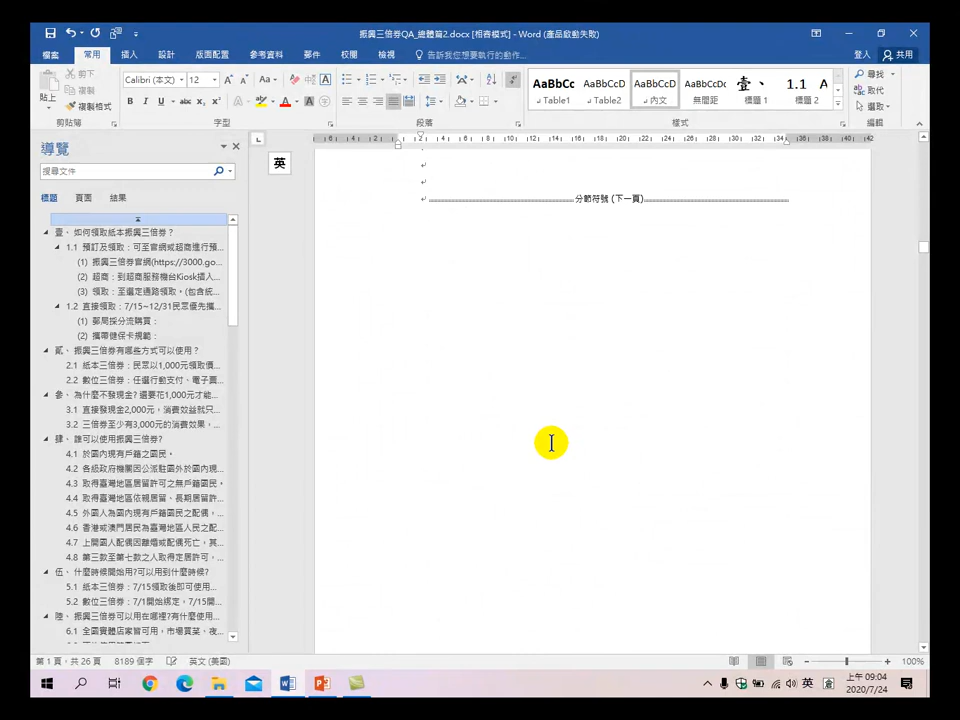 振興三倍券QA_總體篇2.docx [相容模式] - Word (產品啟動失敗)
檔案 常用 插入 設計 版面配置 參考資料 郵件 校閱 檢視 告訴我您想要執行的動作... 登入 共用
貼上 剪下 複製 複製格式
Calibri (本文) 12
AaBbCc AaBbCcD AaBbCcD AaBbCcDc 壹、 1.1 A
Table1 Table2 內文 無間距 標題 1 標題 2
尋找 取代 選取
剪貼簿 字型 段落 樣式 編輯
導覽
搜尋文件
標題 頁面 結果
英
壹、 如何領取紙本振興三倍券？
1.1 預訂及領取：可至官網或超商進行預...
(1) 振興三倍券官網(https://3000.go...
(2) 超商：到超商服務機台Kiosk插入...
(3) 領取：至選定通路領取，(包含統...
1.2 直接領取：7/15~12/31民眾優先攜...
(1) 郵局採分流購買：
(2) 攜帶健保卡規範：
貳、 振興三倍券有哪些方式可以使用？
2.1 紙本三倍券：民眾以1,000元領取價...
2.2 數位三倍券：任選行動支付、電子票...
參、 為什麼不發現金? 還要花1,000元才能...
3.1 直接發現金2,000元，消費效益就只...
3.2 三倍券至少有3,000元的消費效果，...
肆、 誰可以使用振興三倍券?
4.1 於國內現有戶籍之國民。
4.2 各級政府機關因公派駐國外於國內現...
4.3 取得臺灣地區居留許可之無戶籍國民。
4.4 取得臺灣地區依親居留、長期居留許...
4.5 外國人為國內現有戶籍國民之配偶，...
4.6 香港或澳門居民為臺灣地區人民之配...
4.7 上開國人配偶因離婚或配偶死亡，其...
4.8 第三款至第七款之人取得定居許可，...
伍、 什麼時候開始用?可以用到什麼時候?
5.1 紙本三倍券：7/15領取後即可使用...
5.2 數位三倍券：7/1開始綁定，7/15開...
陸、 振興三倍券可以用在哪裡?有什麼使用...
6.1 全國實體店家皆可用，市場買菜、夜...
分節符號 (下一頁)
第 1 頁，共 26 頁 8189 個字 英文 (美國) 100%
英 上午 09:04
2020/7/24